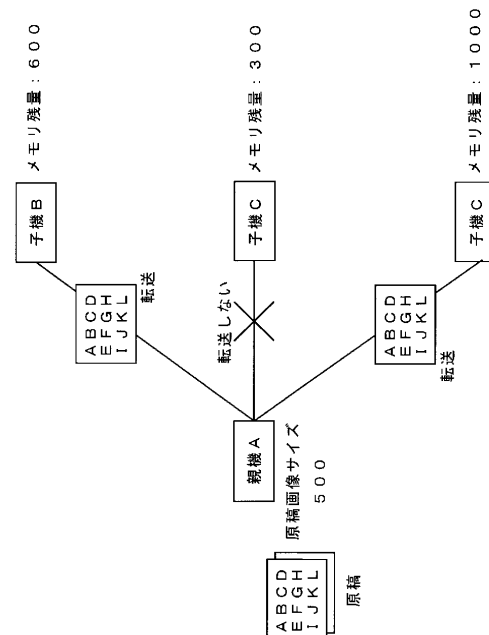 メモリ残量:600
子機B
ABCD
EFGH
IJKL
転送
メモリ残量:300
子機C
転送しない
メモリ残量:1000
子機C
ABCD
EFGH
IJKL
転送
親機A
原稿画像サイズ
500
ABCD
EFGH
IJKL
原稿